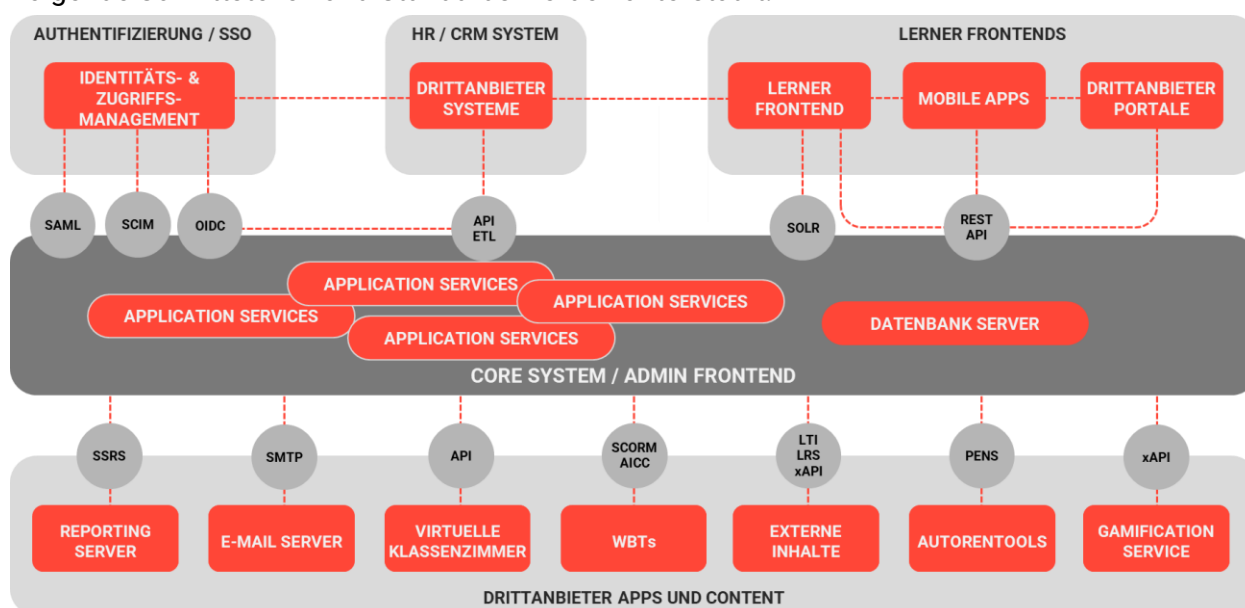 AUTHENTIFIZIERUNG / SSO
HR / CRM SYSTEM
LERNER FRONTENDS
IDENTITÄTS- &
ZUGRIFFS-
MANAGEMENT
DRITTANBIETER
SYSTEME
LERNER
FRONTEND
MOBILE APPS
DRITTANBIETER
PORTALE
SAML
SCIM
OIDC
API
ETL
SOLR
REST
API
APPLICATION SERVICES
APPLICATION SERVICES
APPLICATION SERVICES
APPLICATION SERVICES
DATENBANK SERVER
CORE SYSTEM / ADMIN FRONTEND
SSRS
SMTP
API
SCORM
AICC
LTI
LRS
xAPI
PENS
xAPI
REPORTING
SERVER
E-MAIL SERVER
VIRTUELLE
KLASSENZIMMER
WBTs
EXTERNE
INHALTE
AUTORENTOOLS
GAMIFICATION
SERVICE
DRITTANBIETER APPS UND CONTENT